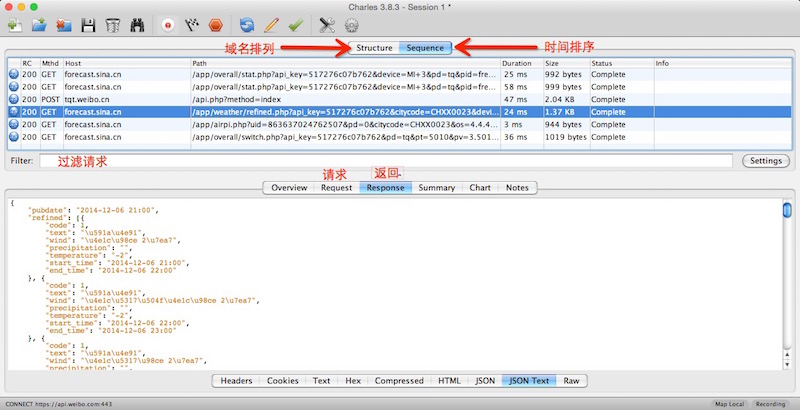 Charles 3.8.3 - Session 1 *
域名排列
Structure
Sequence
时间排序
RC Mthd Host Path Duration Size Status Info
200 GET forecast.sina.cn /app/overall/stat.php?api_key=517276c07b762&device=MI+3&pd=tq&pid=fre... 25 ms 992 bytes Complete
200 GET forecast.sina.cn /app/overall/stat.php?api_key=517276c07b762&device=MI+3&pd=tq&pid=fre... 58 ms 999 bytes Complete
200 POST tqt.weibo.cn /api.php?method=index 47 ms 2.04 KB Complete
200 GET forecast.sina.cn /app/weather/refined.php?api_key=517276c07b762&citycode=CHXX0023&devi... 24 ms 1.37 KB Complete
200 GET forecast.sina.cn /app/airpi.php?uid=863637024762507&pd=0&citycode=CHXX0023&os=4.4.4... 3 ms 944 bytes Complete
200 GET forecast.sina.cn /app/overall/switch.php?api_key=517276c07b762&pd=tq&pt=5010&pv=3.501... 36 ms 1019 bytes Complete
Filter: 过滤请求 Settings
请求 返回
Overview Request Response Summary Chart Notes
{
"pubdate": "2014-12-06 21:00",
"refined": [{
"code": 1,
"text": "\u591a\u4e91",
"wind": "\u4e1c\u98ce 2\u7ea7",
"precipitation": "",
"temperature": "-2",
"start_time": "2014-12-06 21:00",
"end_time": "2014-12-06 22:00"
}, {
"code": 1,
"text": "\u591a\u4e91",
"wind": "\u4e1c\u5317\u504f\u4e1c\u98ce 2\u7ea7",
"precipitation": "",
"temperature": "-2",
"start_time": "2014-12-06 22:00",
"end_time": "2014-12-06 23:00"
}, {
"code": 1,
"text": "\u591a\u4e91",
"wind": "\u4e1c\u5317\u98ce 2\u7ea7",
"precipitation": "",
Headers Cookies Text Hex Compressed HTML JSON JSON Text Raw
CONNECT https://api.weibo.com:443 Map Local Recording